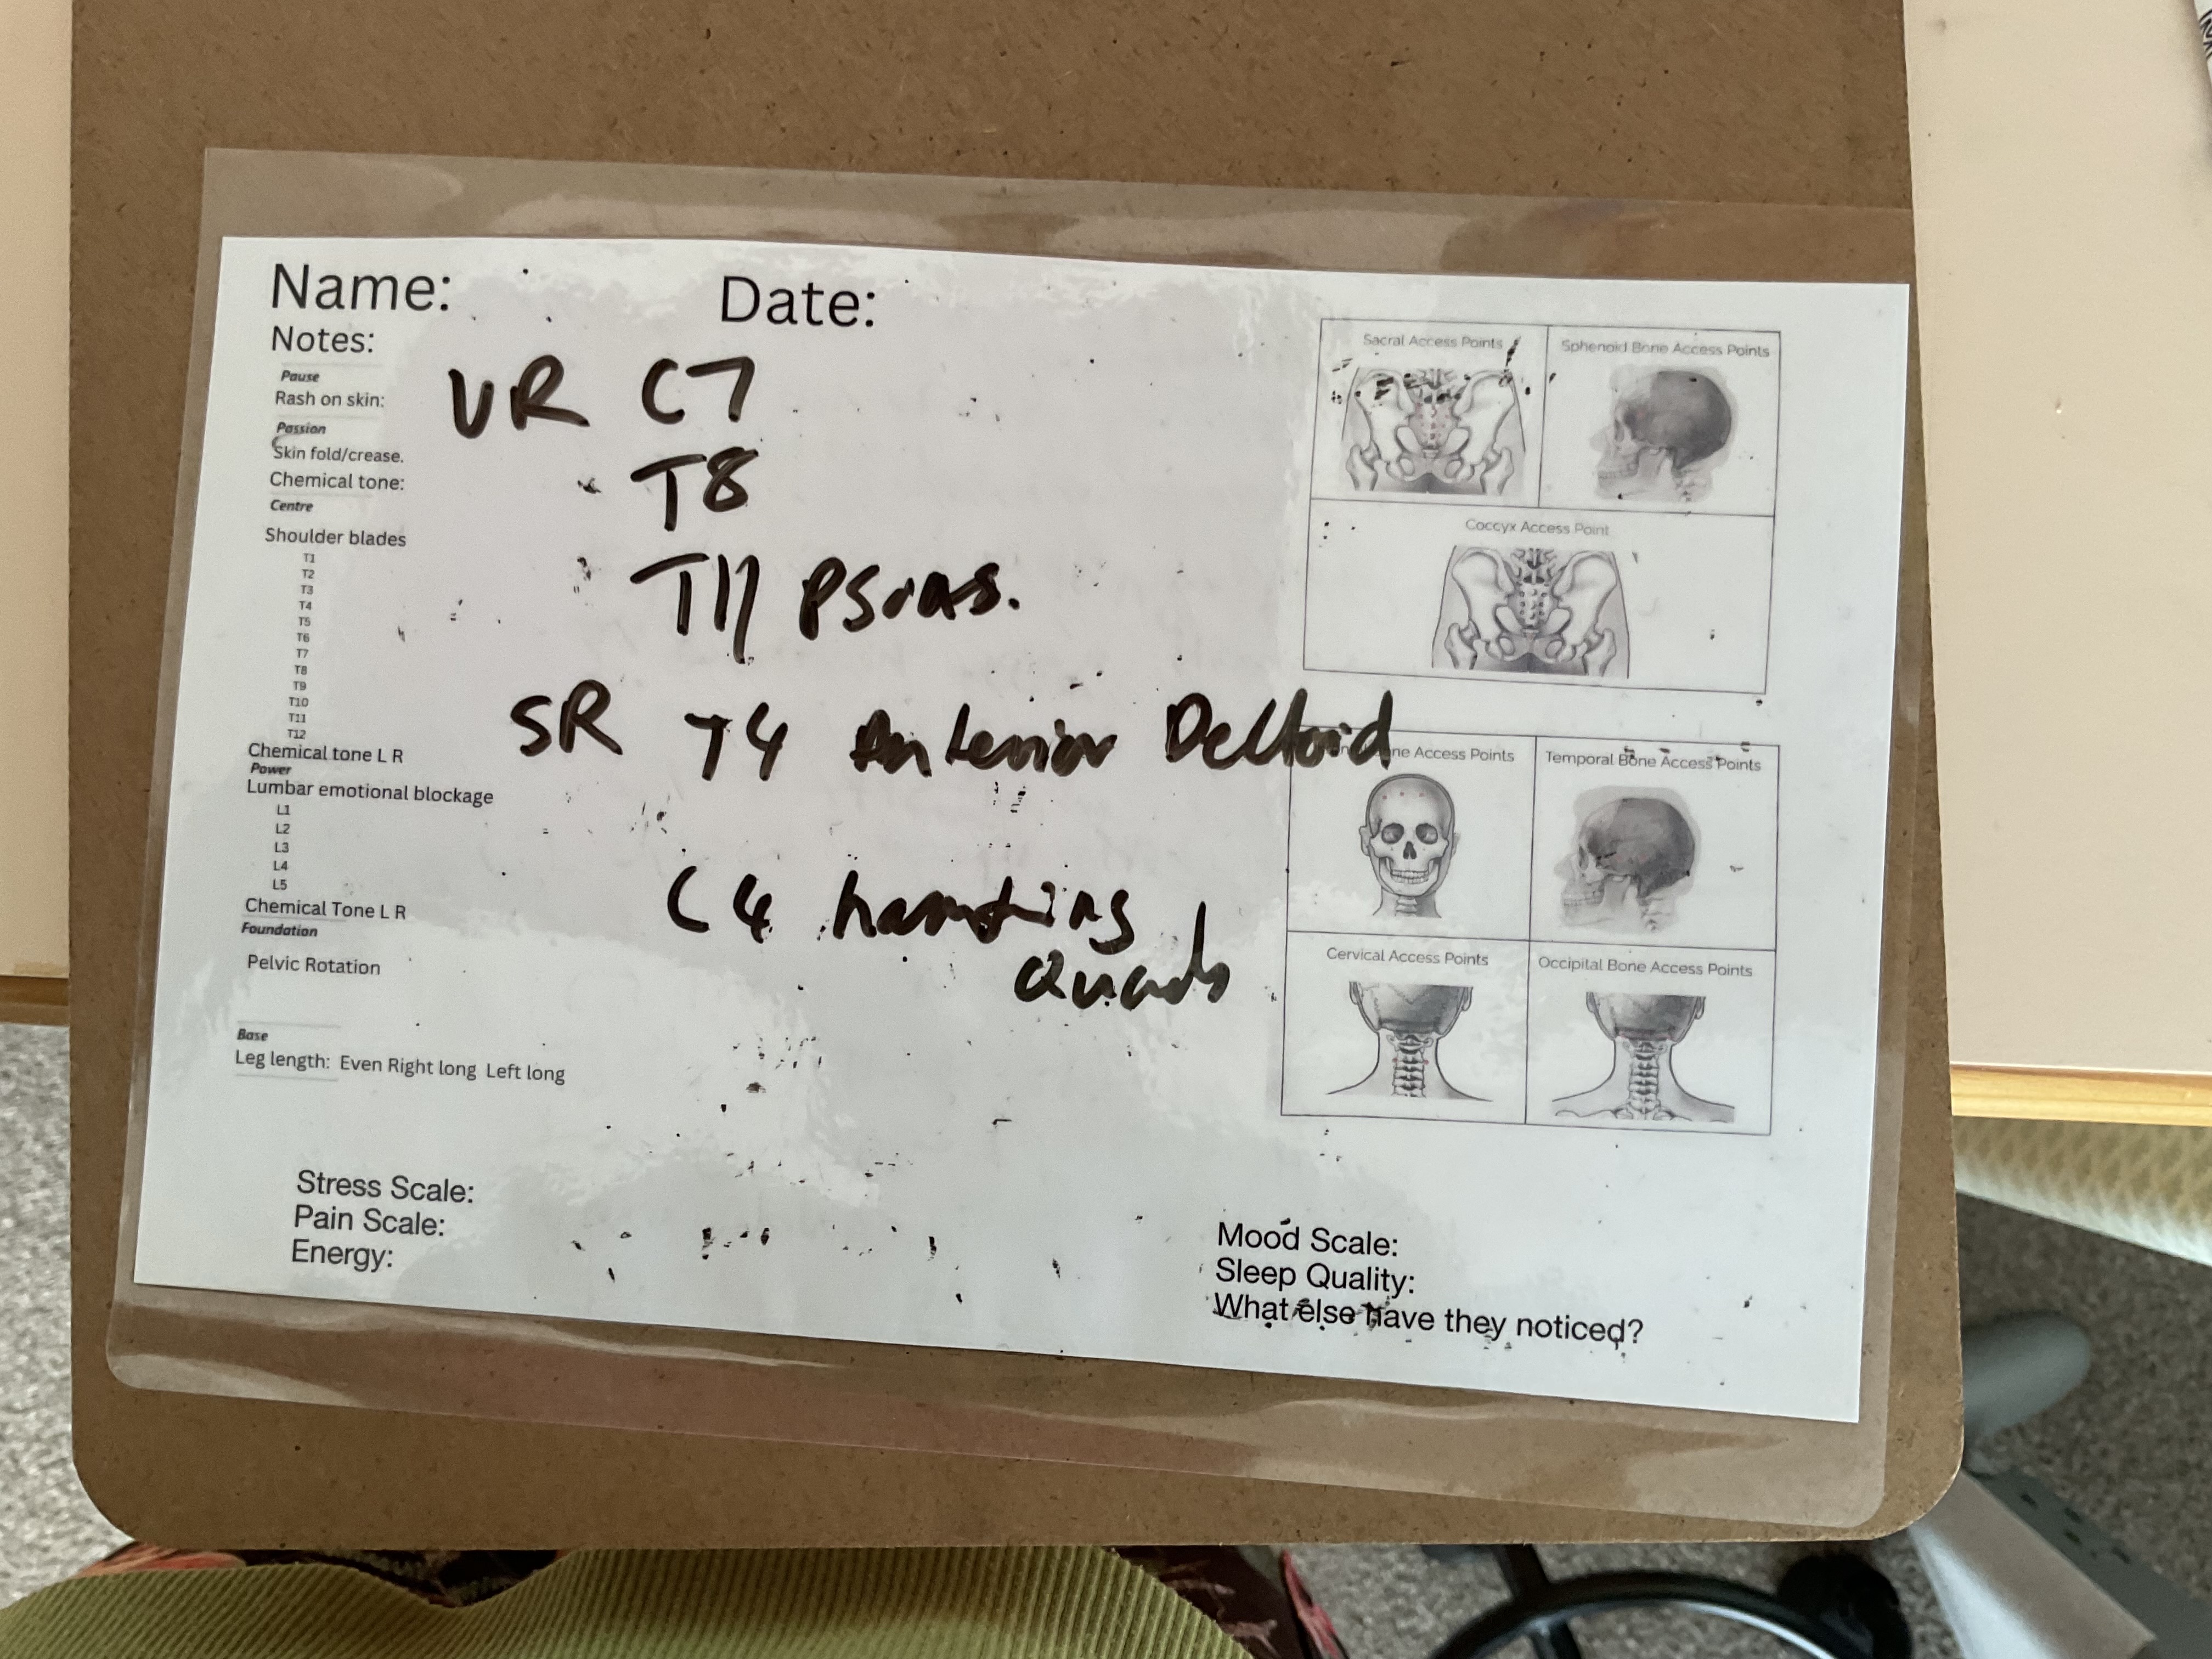 Name: Date:
Notes:
Pause
Rash on skin:
Passion
Skin fold/crease.
Chemical tone:
Centre
Shoulder blades
T1
T2
T3
T4
T5
T6
T7
T8
T9
T10
T11
T12
Chemical tone L R
Power
Lumbar emotional blockage
L1
L2
L3
L4
L5
Chemical Tone L R
Foundation
Pelvic Rotation
Base
Leg length: Even Right long Left long
Stress Scale:
Pain Scale:
Energy:
VR C7
T8
T11 Psoas.
SR T4 Anterior Deltoid
C4 hamstrings
Quads
Sacral Access Points
Sphenoid Bone Access Points
Coccyx Access Point
Access Points
Temporal Bone Access Points
Cervical Access Points
Occipital Bone Access Points
Mood Scale:
Sleep Quality:
What else have they noticed?